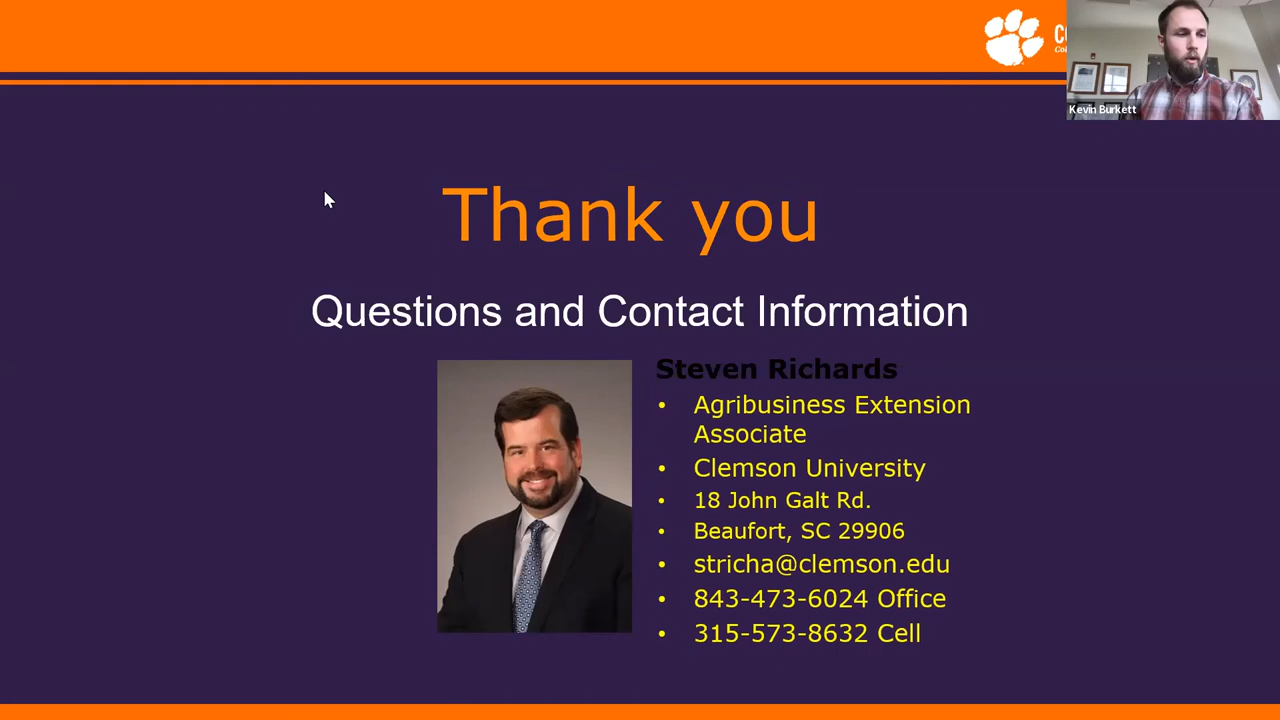 Kevin Burkett
Thank you
Questions and Contact Information
Steven Richards
• Agribusiness Extension
Associate
• Clemson University
• 18 John Galt Rd.
• Beaufort, SC 29906
• stricha@clemson.edu
• 843-473-6024 Office
• 315-573-8632 Cell